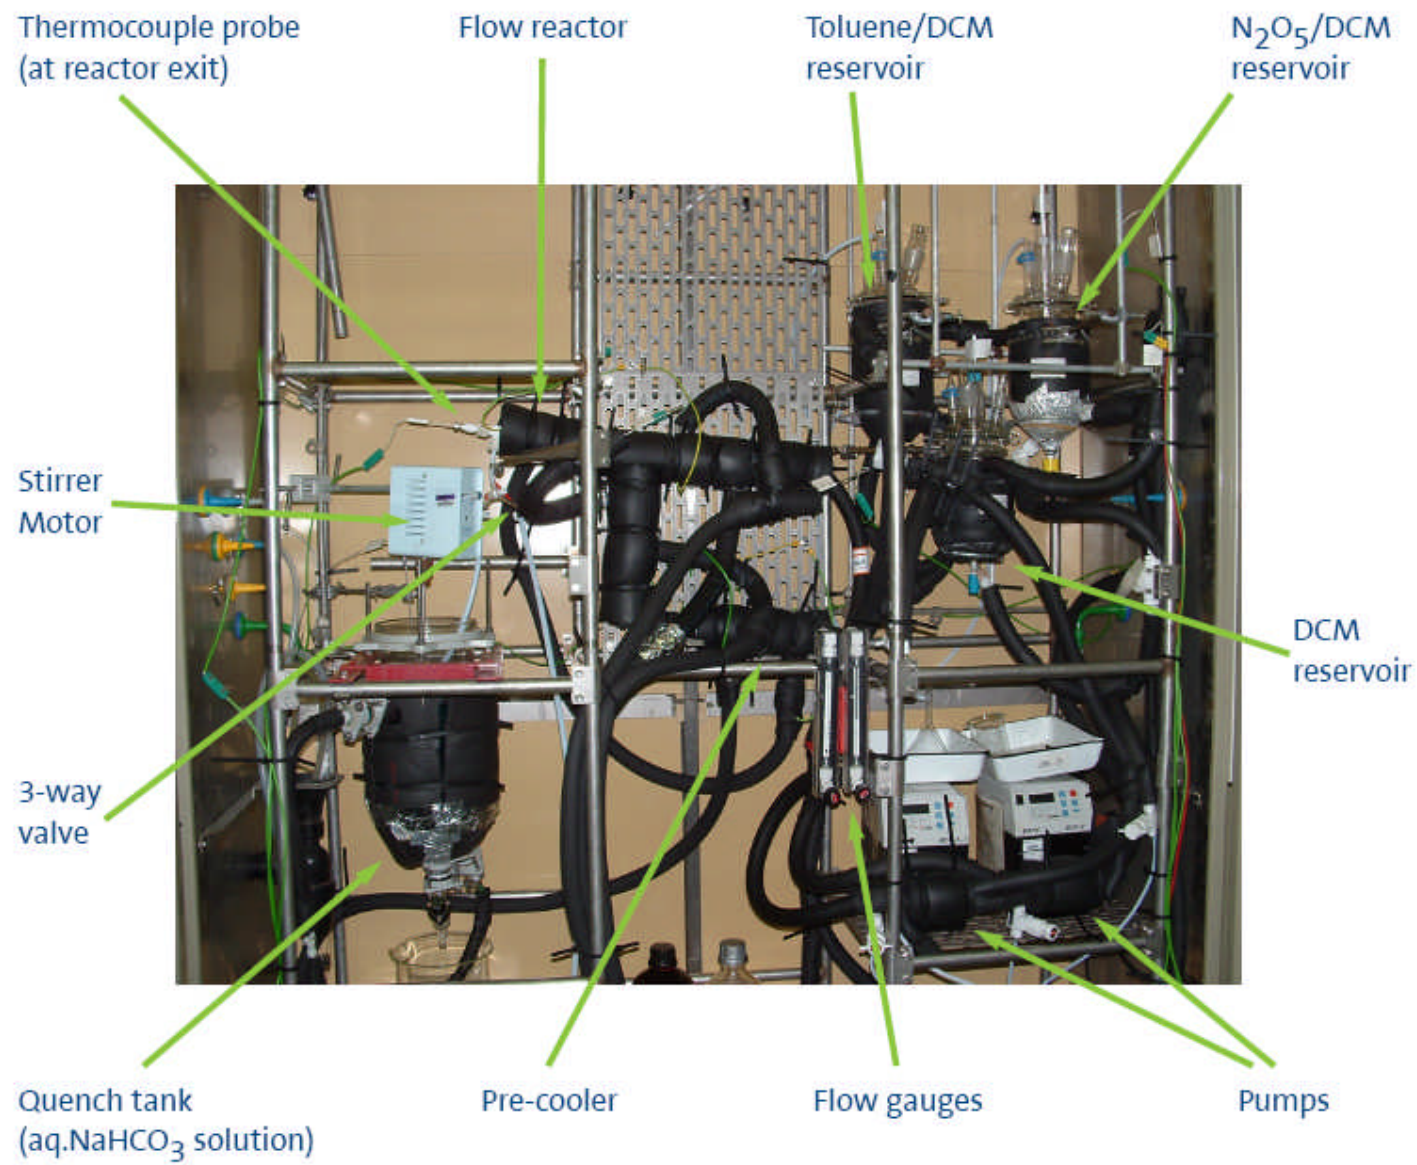 Thermocouple probe
(at reactor exit)
Flow reactor
Toluene/DCM
reservoir
N2O5/DCM
reservoir
Stirrer
Motor
DCM
reservoir
3-way
valve
Quench tank
(aq.NaHCO3 solution)
Pre-cooler
Flow gauges
Pumps